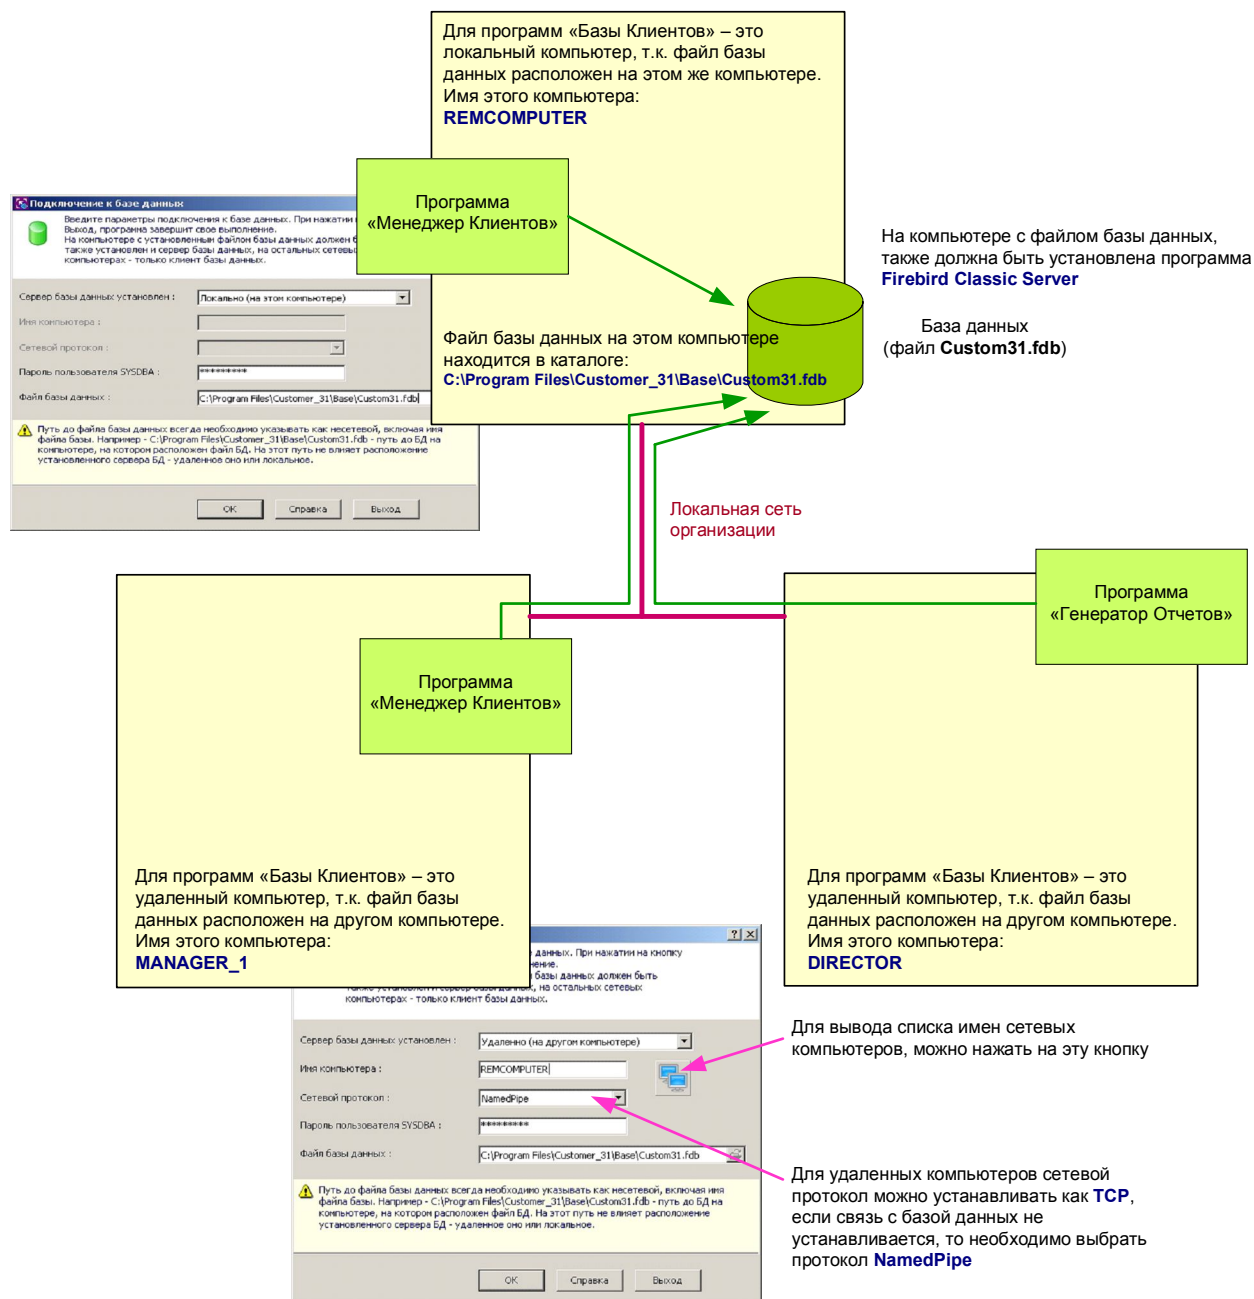 Для программ «Базы Клиентов» – это
локальный компьютер, т.к. файл базы
данных расположен на этом же компьютере.
Имя этого компьютера:
REMCOMPUTER
Программа
«Менеджер Клиентов»
Подключение к базе данных
Введите параметры подключения к базе данных. При нажатии
Выход, программа завершит свое выполнение.
На компьютере с установленным файлом базы данных должен
также установлен и сервер базы данных, на остальных сетевых
компьютерах - только клиент базы данных.
Сервер базы данных установлен :
Локально (на этом компьютере)
Имя компьютера :
Сетевой протокол :
Пароль пользователя SYSDBA :
*********
Файл базы данных :
C:\Program Files\Customer_31\Base\Custom31.fdb
Путь до файла базы данных всегда необходимо указывать как несетевой, включая имя
файла базы. Например - C:\Program Files\Customer_31\Base\Custom31.fdb - путь до БД на
компьютере, на котором расположен файл БД. На этот путь не влияет расположение
установленного сервера БД - удаленное оно или локальное.
OK
Справка
Выход
На компьютере с файлом базы данных,
также должна быть установлена программа
Firebird Classic Server
База данных
(файл Custom31.fdb)
Файл базы данных на этом компьютере
находится в каталоге:
C:\Program Files\Customer_31\Base\Custom31.fdb
Локальная сеть
организации
Программа
«Генератор Отчетов»
Программа
«Менеджер Клиентов»
Для программ «Базы Клиентов» – это
удаленный компьютер, т.к. файл базы
данных расположен на другом компьютере.
Имя этого компьютера:
MANAGER_1
Для программ «Базы Клиентов» – это
удаленный компьютер, т.к. файл базы
данных расположен на другом компьютере.
Имя этого компьютера:
DIRECTOR
данных. При нажатии на кнопку
базы данных должен быть
также установлен и сервер базы данных, на остальных сетевых
компьютерах - только клиент базы данных.
Сервер базы данных установлен :
Удаленно (на другом компьютере)
Имя компьютера :
REMCOMPUTER
Сетевой протокол :
NamedPipe
Пароль пользователя SYSDBA :
*********
Файл базы данных :
C:\Program Files\Customer_31\Base\Custom31.fdb
Путь до файла базы данных всегда необходимо указывать как несетевой, включая имя
файла базы. Например - C:\Program Files\Customer_31\Base\Custom31.fdb - путь до БД на
компьютере, на котором расположен файл БД. На этот путь не влияет расположение
установленного сервера БД - удаленное оно или локальное.
OK
Справка
Выход
Для вывода списка имен сетевых
компьютеров, можно нажать на эту кнопку
Для удаленных компьютеров сетевой
протокол можно устанавливать как TCP,
если связь с базой данных не
устанавливается, то необходимо выбрать
протокол NamedPipe